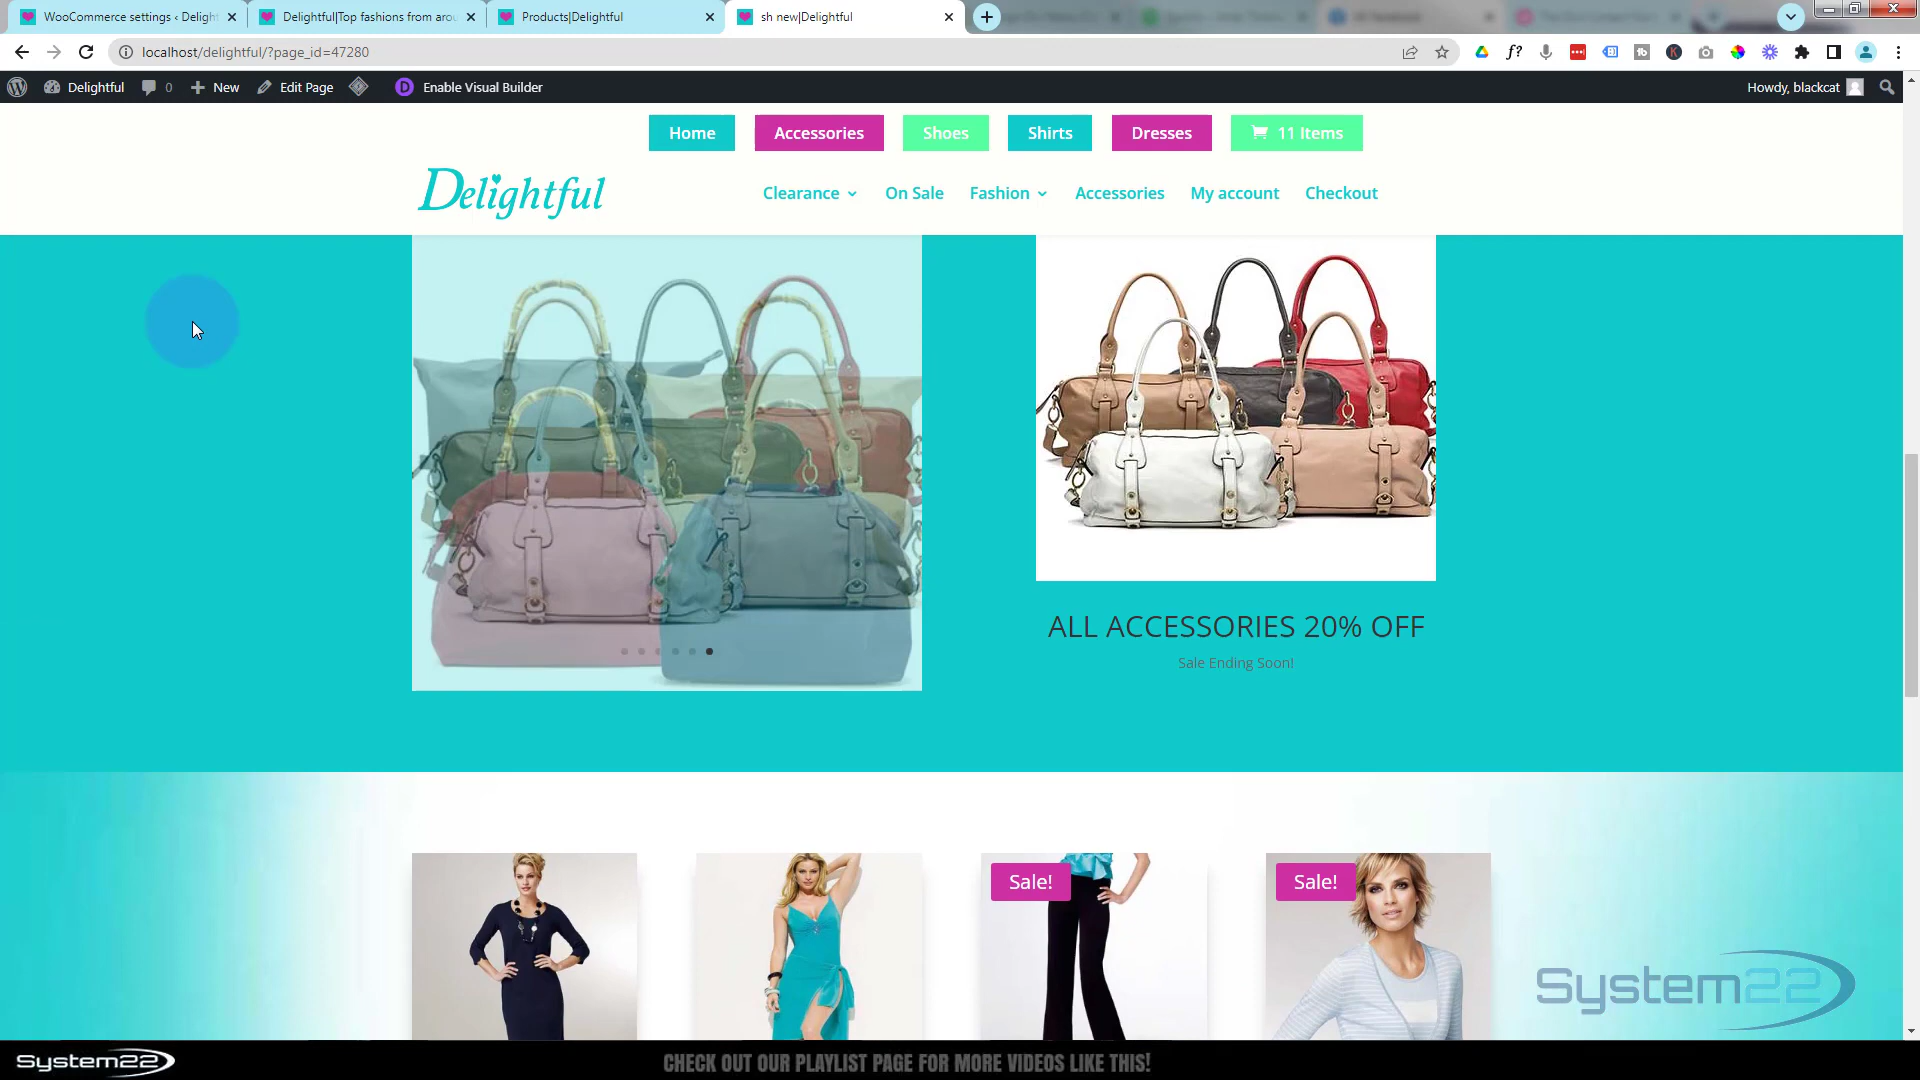 WooCommerce settings ‹ Deligh
Delightful|Top fashions from arou
Products|Delightful
sh new|Delightful
localhost/delightful/?page_id=47280
Delightful
0
New
Edit Page
Enable Visual Builder
Howdy, blackcat
Home
Accessories
Shoes
Shirts
Dresses
11 Items
Delightful
Clearance
On Sale
Fashion
Accessories
My account
Checkout
ALL ACCESSORIES 20% OFF
Sale Ending Soon!
Sale!
Sale!
System22
System22
CHECK OUT OUR PLAYLIST PAGE FOR MORE VIDEOS LIKE THIS!